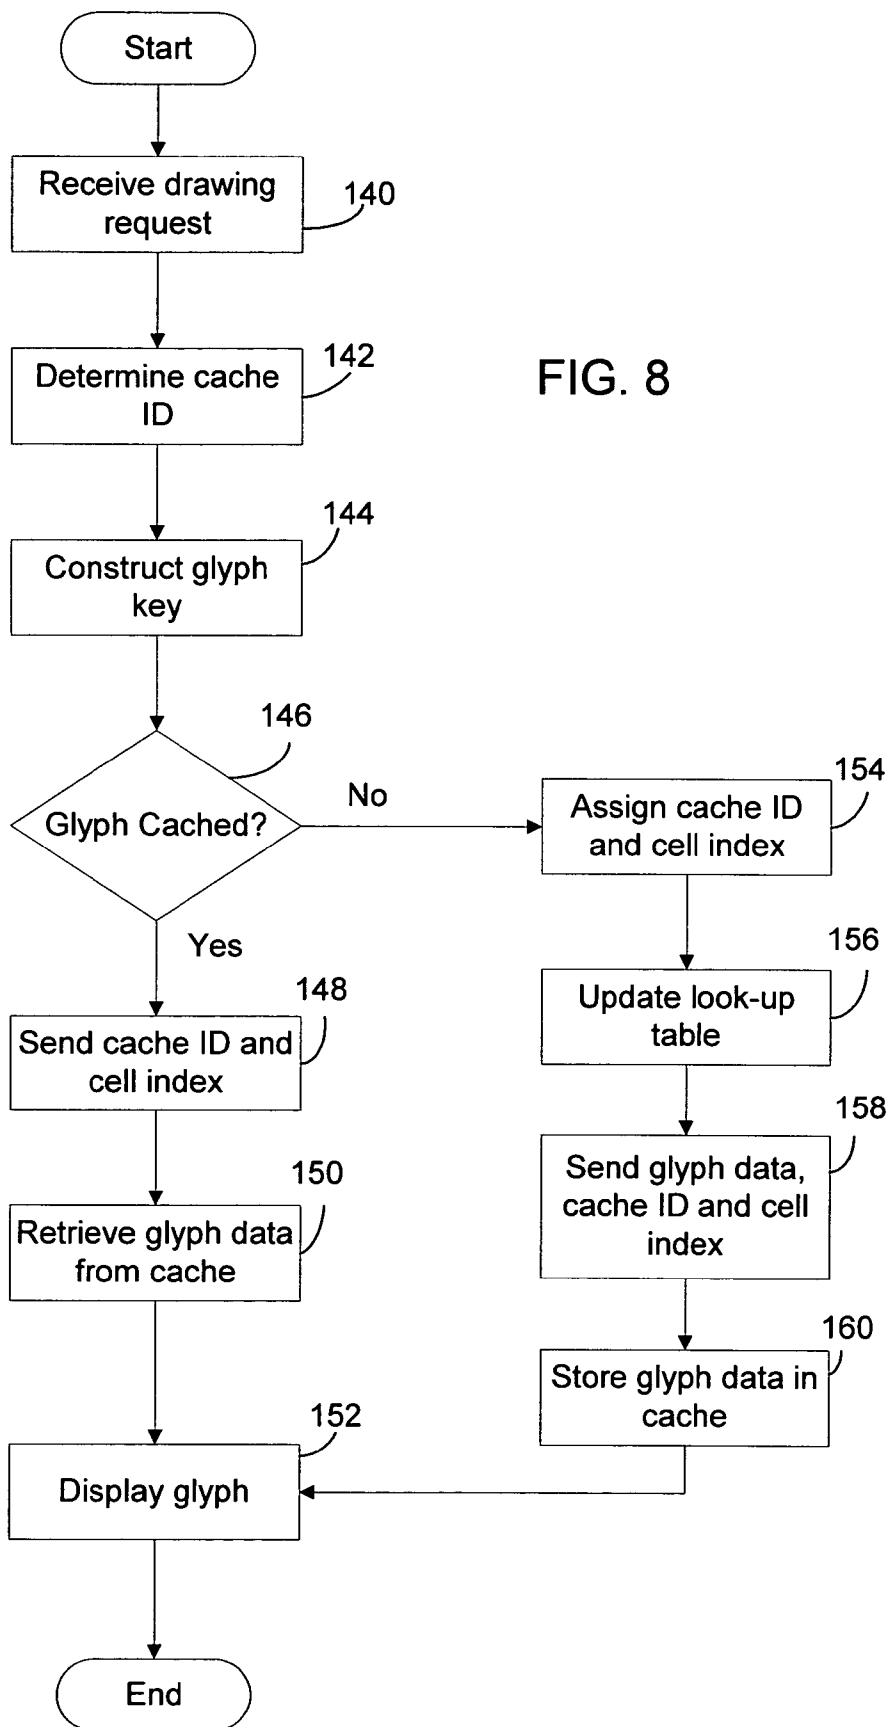 Start
Receive drawing
request
140
Determine cache
ID
142
FIG. 8
Construct glyph
key
144
Glyph Cached?
146
No
Yes
Send cache ID and
cell index
148
Retrieve glyph data
from cache
150
Assign cache ID
and cell index
154
Update look-up
table
156
Send glyph data,
cache ID and cell
index
158
Store glyph data in
cache
160
Display glyph
152
End